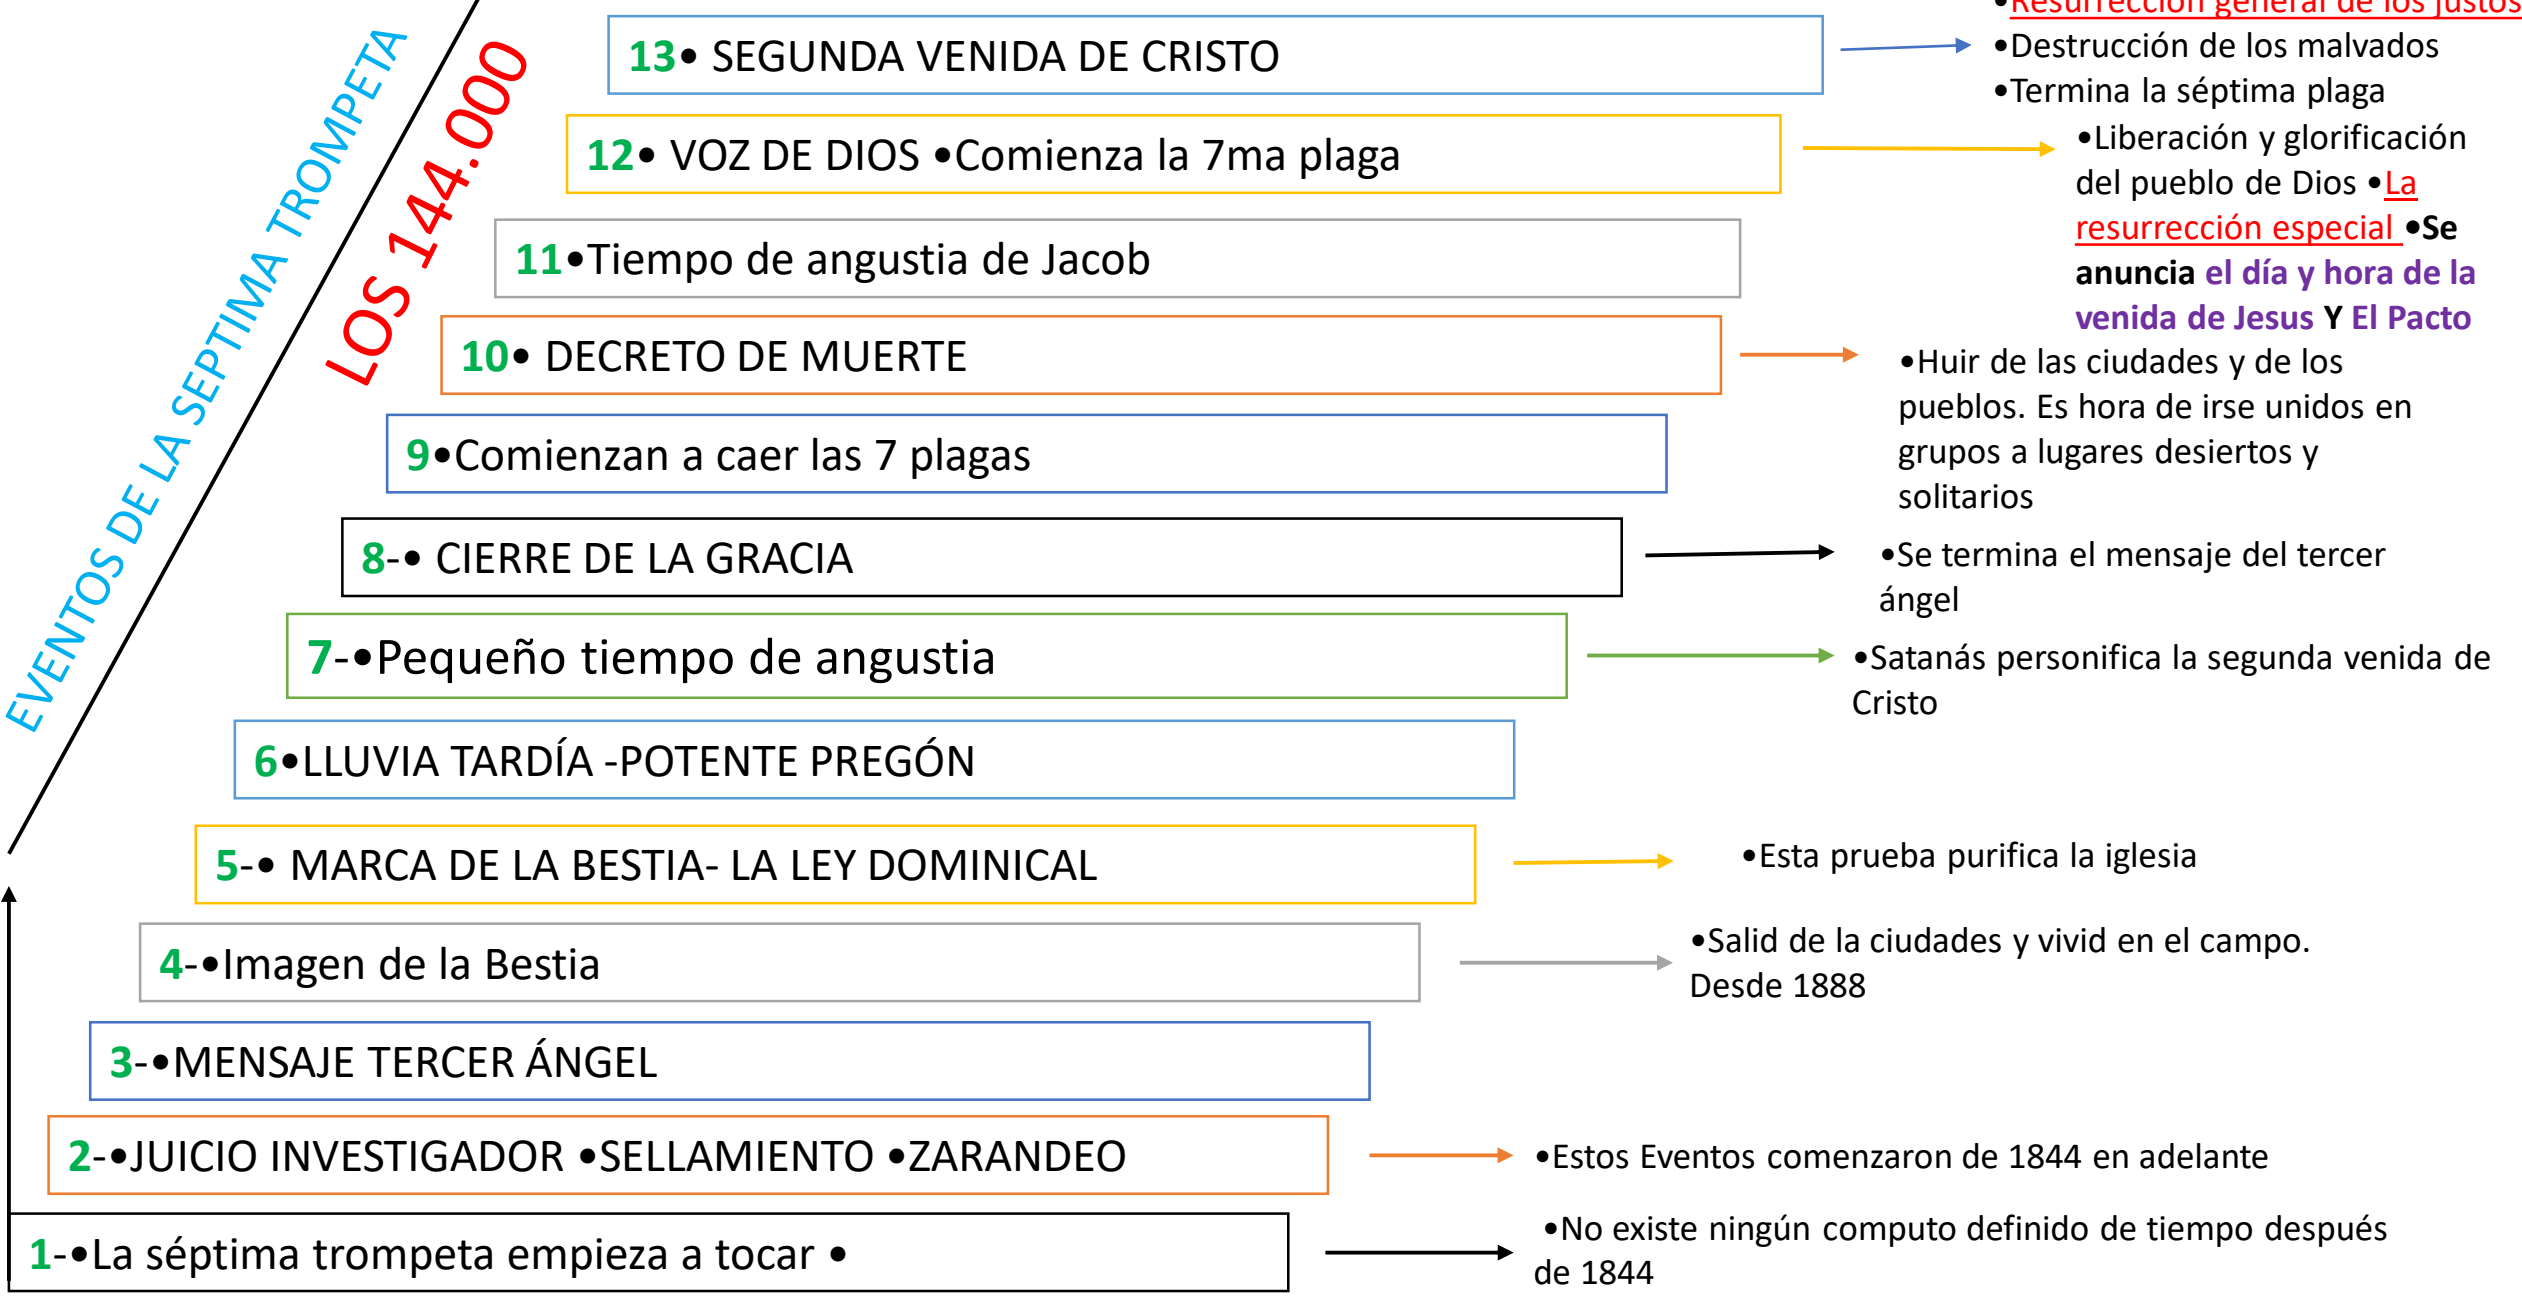 EVENTOS DE LA SEPTIMA TROMPETA
LOS 144.000
•Resurrección general de los justos
13• SEGUNDA VENIDA DE CRISTO
•Destrucción de los malvados
•Termina la séptima plaga
12• VOZ DE DIOS •Comienza la 7ma plaga
•Liberación y glorificación
del pueblo de Dios •La
resurrección especial •Se
anuncia el día y hora de la
venida de Jesus Y El Pacto
11•Tiempo de angustia de Jacob
10• DECRETO DE MUERTE
•Huir de las ciudades y de los
pueblos. Es hora de irse unidos en
grupos a lugares desiertos y
solitarios
9•Comienzan a caer las 7 plagas
8-• CIERRE DE LA GRACIA
•Se termina el mensaje del tercer
ángel
7-•Pequeño tiempo de angustia
•Satanás personifica la segunda venida de
Cristo
6•LLUVIA TARDÍA -POTENTE PREGÓN
5-• MARCA DE LA BESTIA- LA LEY DOMINICAL
•Esta prueba purifica la iglesia
4-•Imagen de la Bestia
•Salid de la ciudades y vivid en el campo.
Desde 1888
3-•MENSAJE TERCER ÁNGEL
2-•JUICIO INVESTIGADOR •SELLAMIENTO •ZARANDEO
•Estos Eventos comenzaron de 1844 en adelante
1-•La séptima trompeta empieza a tocar •
•No existe ningún computo definido de tiempo después
de 1844